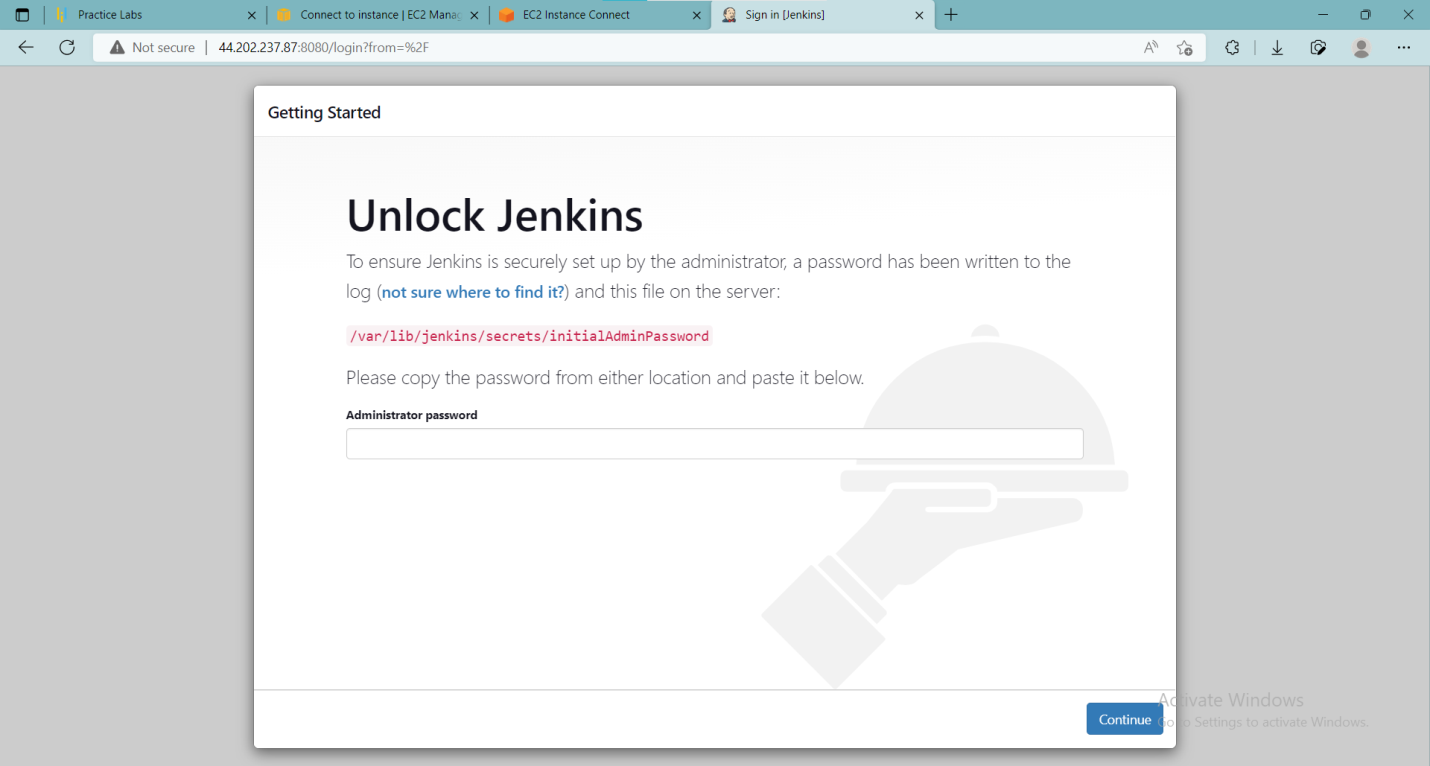 Practice Labs
Connect to instance | EC2 Manag
EC2 Instance Connect
Sign in [Jenkins]
Not secure
44.202.237.87:8080/login?from=%2F
Getting Started
Unlock Jenkins
To ensure Jenkins is securely set up by the administrator, a password has been written to the
log (not sure where to find it?) and this file on the server:
/var/lib/jenkins/secrets/initialAdminPassword
Please copy the password from either location and paste it below.
Administrator password
Activate Windows
Continue
Go to Settings to activate Windows.